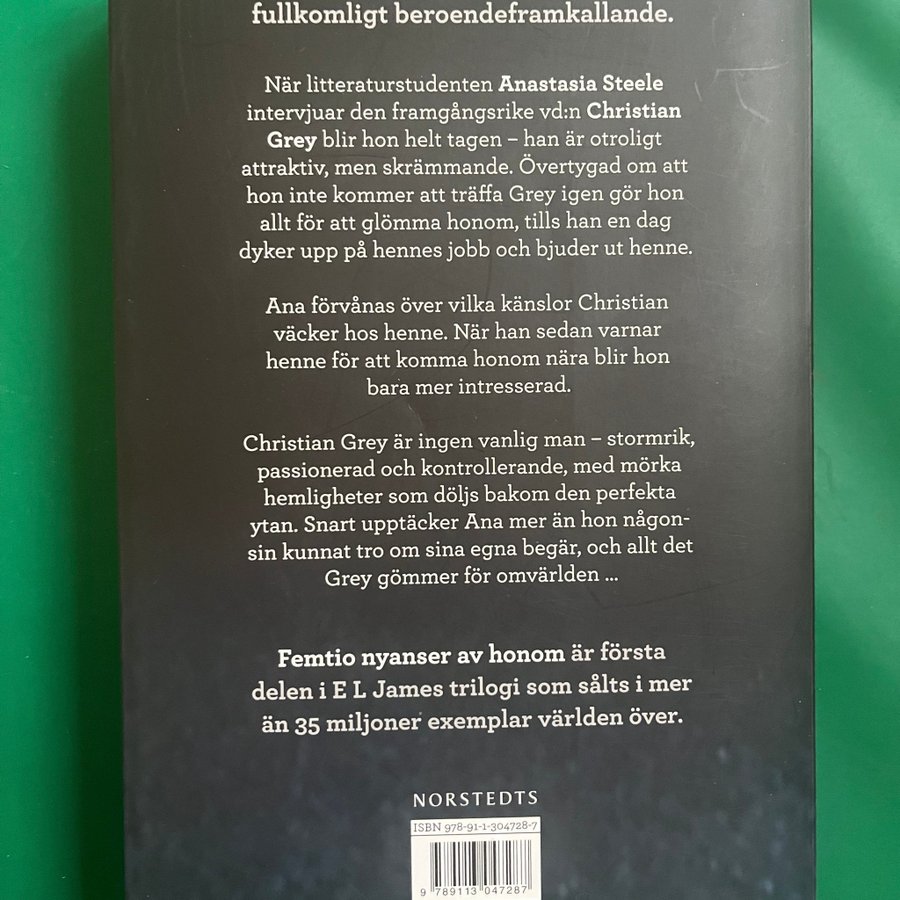 fullkomligt beroendeframkallande.
När litteraturstudenten Anastasia Steele
intervjuar den framgångsrike vd:n Christian
Grey blir hon helt tagen – han är otroligt
attraktiv, men skrämmande. Övertygad om att
hon inte kommer att träffa Grey igen gör hon
allt för att glömma honom, tills han en dag
dyker upp på hennes jobb och bjuder ut henne.
Ana förvånas över vilka känslor Christian
väcker hos henne. När han sedan varnar
henne för att komma honom nära blir hon
bara mer intresserad.
Christian Grey är ingen vanlig man – stormrik,
passionerad och kontrollerande, med mörka
hemligheter som döljs bakom den perfekta
ytan. Snart upptäcker Ana mer än hon någon-
sin kunnat tro om sina egna begär, och allt det
Grey gömmer för omvärlden ...
Femtio nyanser av honom är första
delen i E L James trilogi som sålts i mer
än 35 miljoner exemplar världen över.
NORSTEDTS
ISBN 978-91-1-304728-7
9 789113 047287